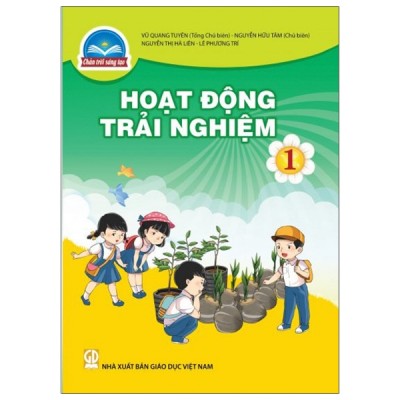 VŨ QUANG TUYÊN (Tổng Chủ biên) - NGUYỄN HỮU TÂM (Chủ biên)
NGUYỄN THỊ HÀ LIÊN - LÊ PHƯƠNG TRÍ
Chân trời sáng tạo
HOẠT ĐỘNG
TRẢI NGHIỆM
1
GD
NHÀ XUẤT BẢN GIÁO DỤC VIỆT NAM